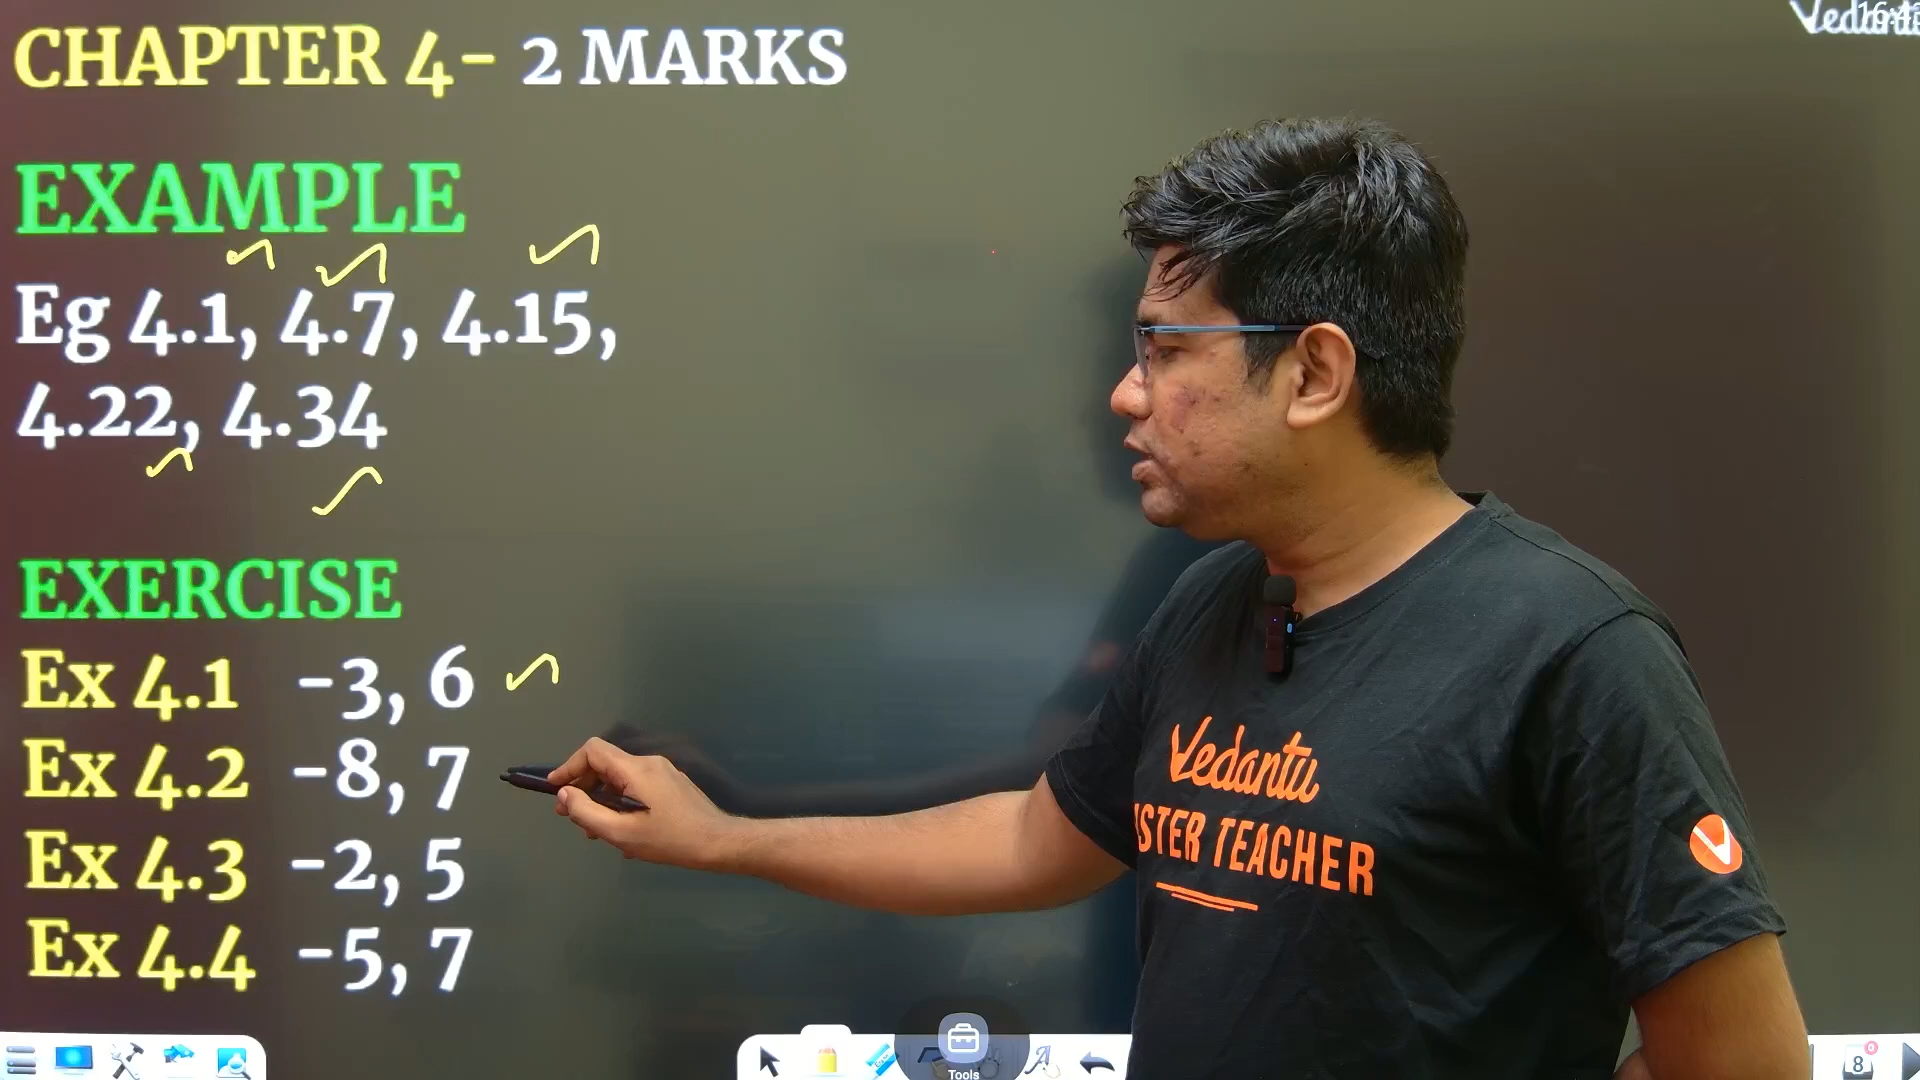 CHAPTER 4- 2 MARKS
Vedantu
EXAMPLE
Eg 4.1, 4.7, 4.15,
4.22, 4.34
EXERCISE
Ex 4.1 -3, 6
Ex 4.2 -8, 7
Ex 4.3 -2, 5
Ex 4.4 -5, 7
Vedantu
STER TEACHER
Tools
8
0